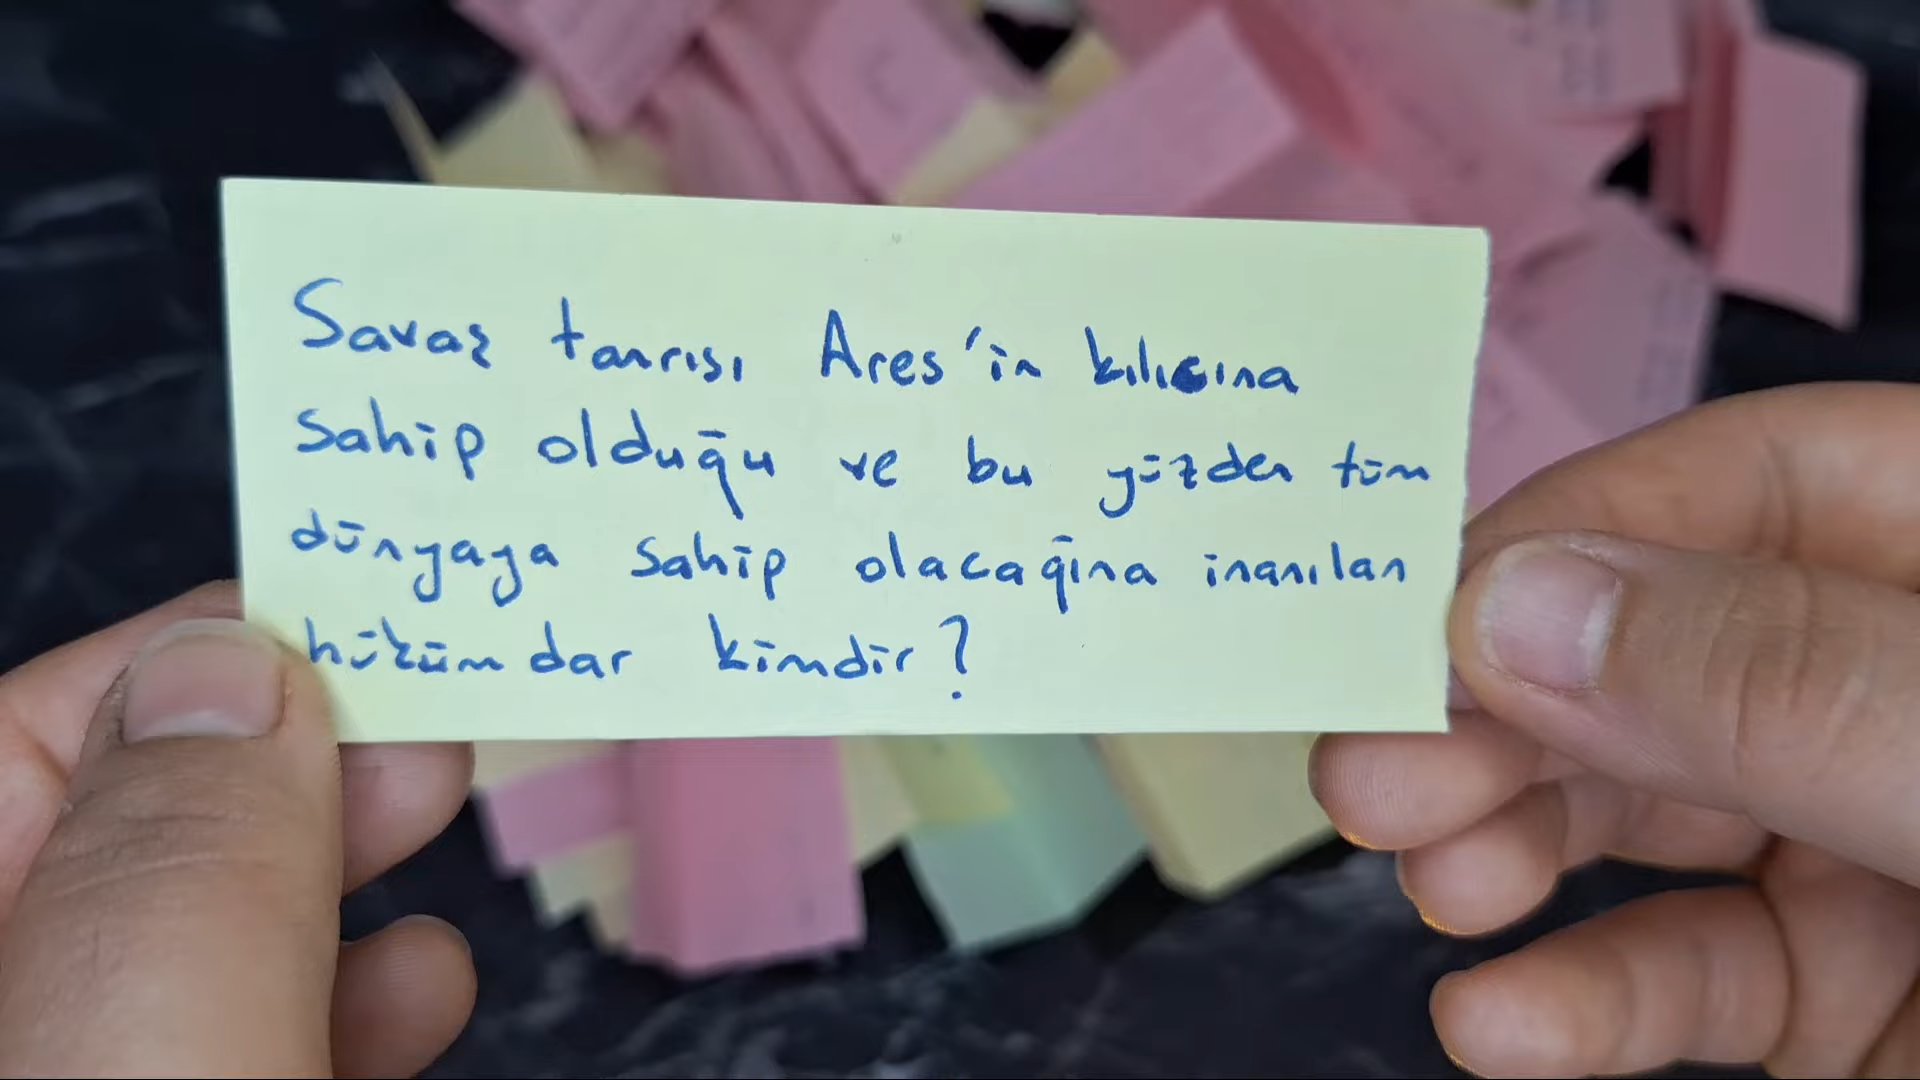 Savaş tanrısı Ares'in kılıcına
sahip olduğu ve bu yüzden tüm
dünyaya sahip olacağına inanılan
hükümdar kimdir?